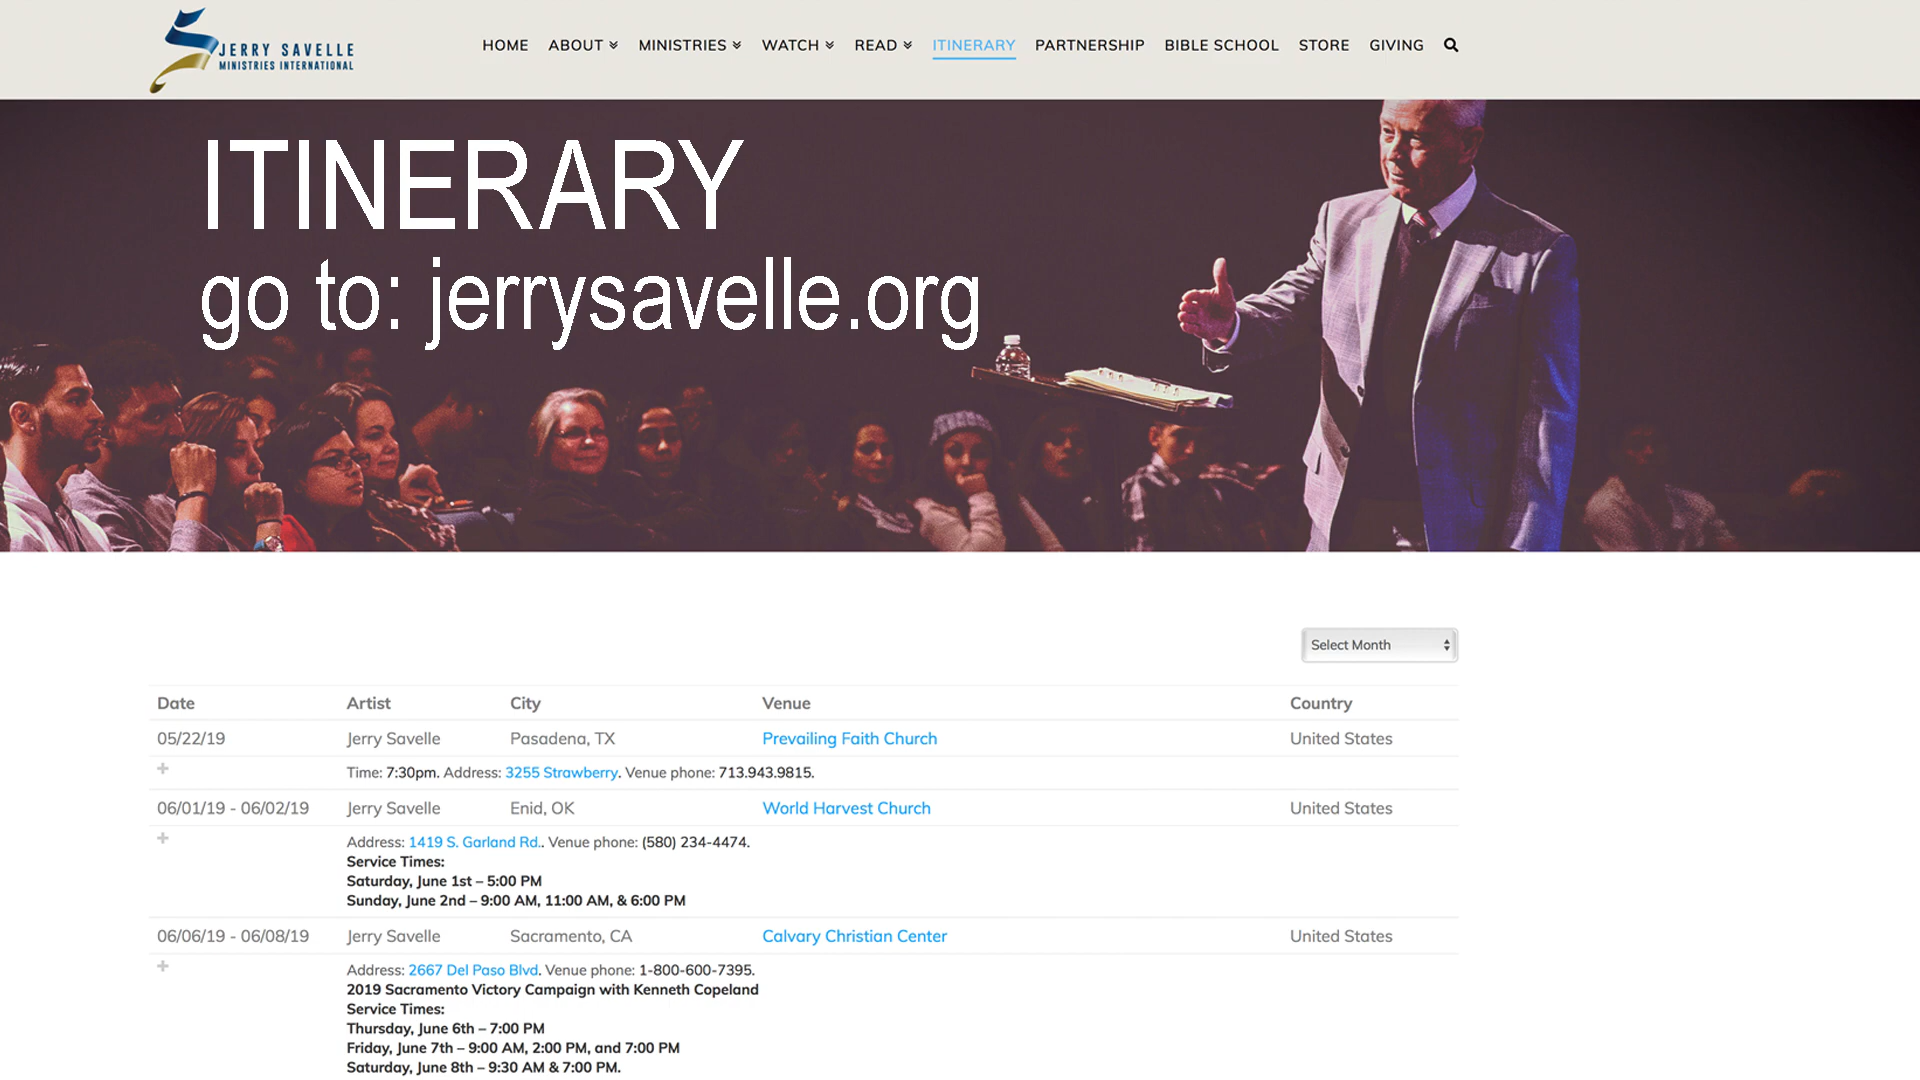 JERRY SAVELLE
MINISTRIES INTERNATIONAL
HOME ABOUT MINISTRIES WATCH READ ITINERARY PARTNERSHIP BIBLE SCHOOL STORE GIVING
ITINERARY
go to: jerrysavelle.org
Select Month
Date Artist City Venue Country
05/22/19 Jerry Savelle Pasadena, TX Prevailing Faith Church United States
+ Time: 7:30pm. Address: 3255 Strawberry. Venue phone: 713.943.9815.
06/01/19 - 06/02/19 Jerry Savelle Enid, OK World Harvest Church United States
+ Address: 1419 S. Garland Rd.. Venue phone: (580) 234-4474.
Service Times:
Saturday, June 1st – 5:00 PM
Sunday, June 2nd – 9:00 AM, 11:00 AM, & 6:00 PM
06/06/19 - 06/08/19 Jerry Savelle Sacramento, CA Calvary Christian Center United States
+ Address: 2667 Del Paso Blvd. Venue phone: 1-800-600-7395.
2019 Sacramento Victory Campaign with Kenneth Copeland
Service Times:
Thursday, June 6th – 7:00 PM
Friday, June 7th – 9:00 AM, 2:00 PM, and 7:00 PM
Saturday, June 8th – 9:30 AM & 7:00 PM.